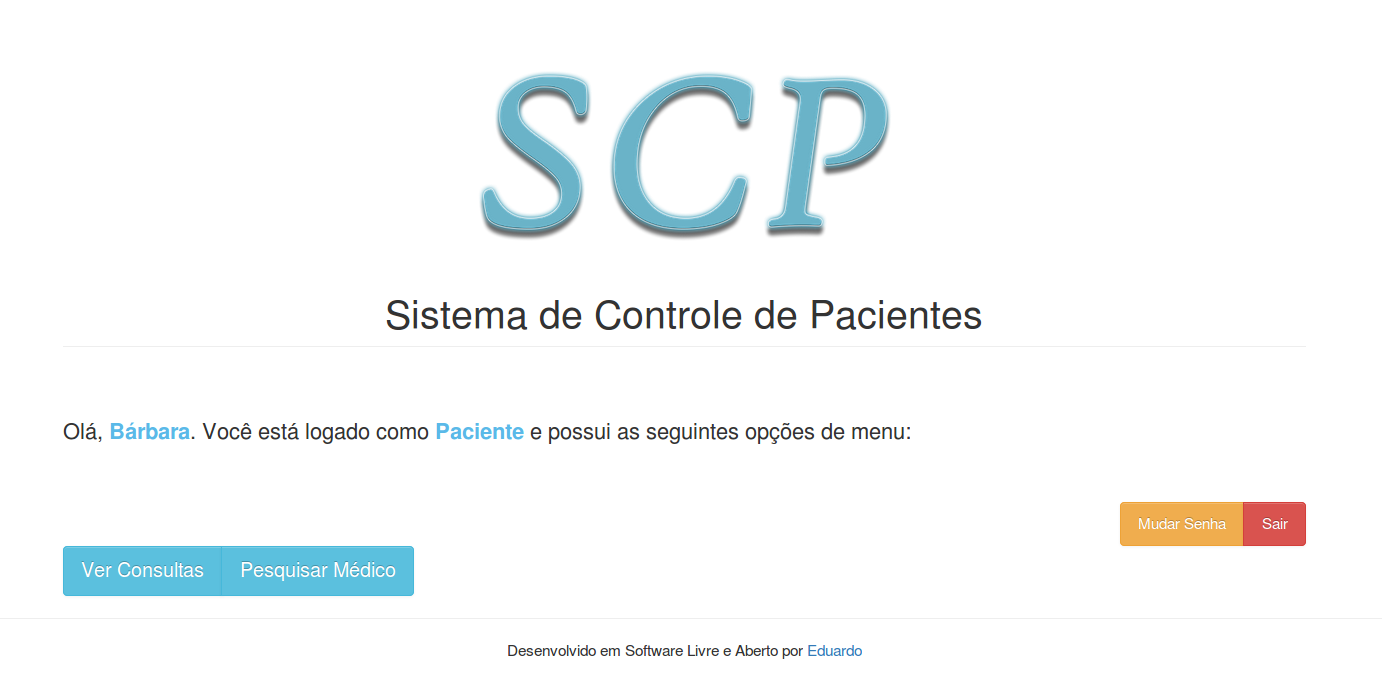 SCP
Sistema de Controle de Pacientes
Olá, Bárbara. Você está logado como Paciente e possui as seguintes opções de menu:
Mudar Senha Sair
Ver Consultas Pesquisar Médico
Desenvolvido em Software Livre e Aberto por Eduardo